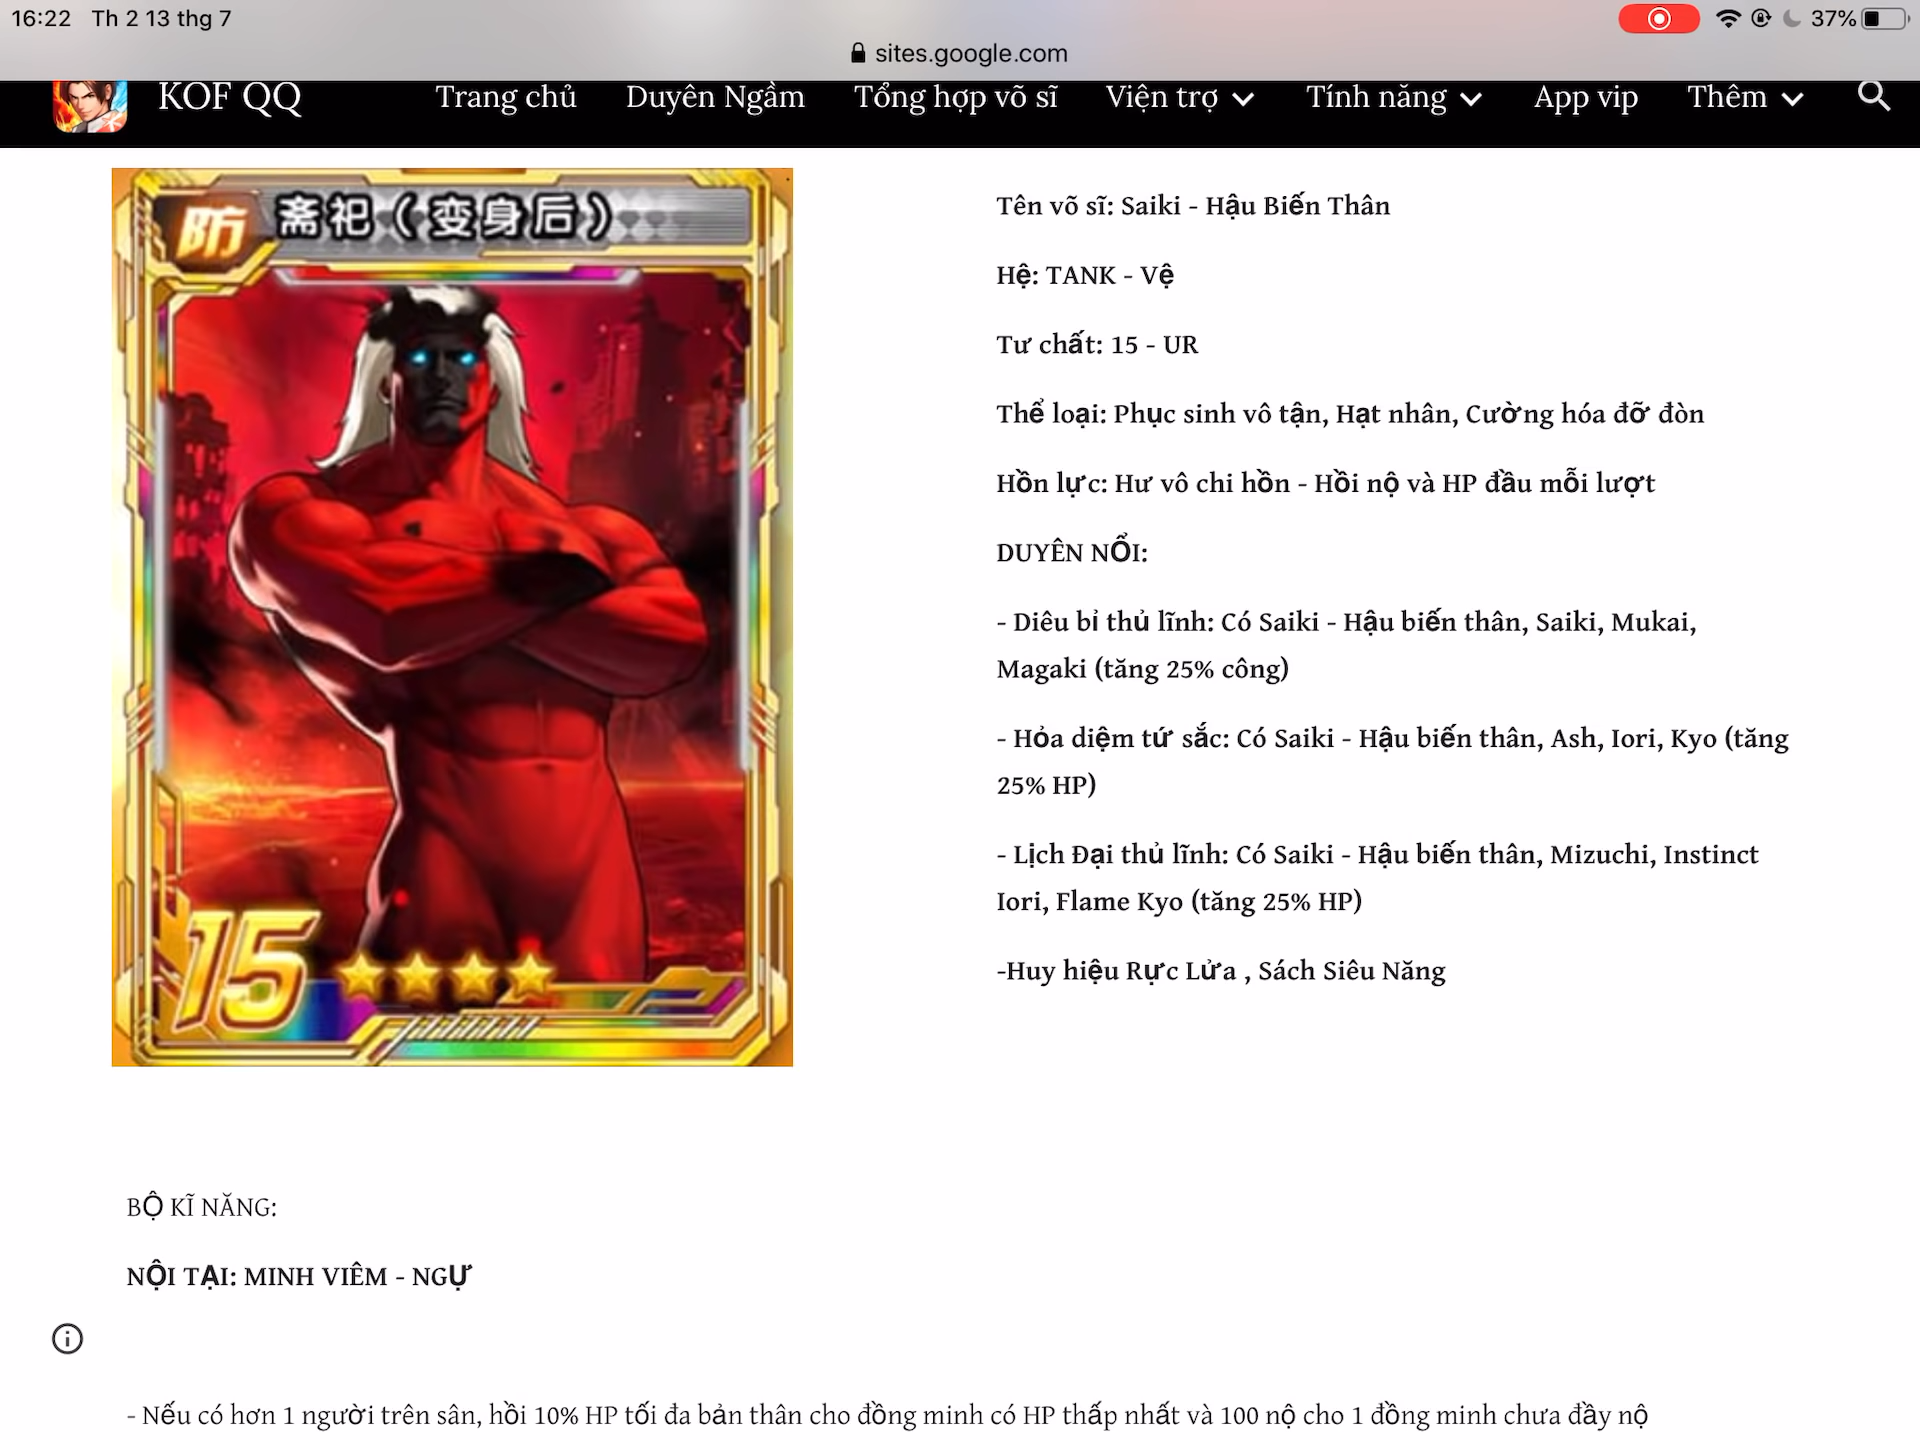 16:22 Th 2 13 thg 7
37%
sites.google.com
KOF QQ
Trang chủ
Duyên Ngầm
Tổng hợp võ sĩ
Viện trợ
Tính năng
App vip
Thêm
防
斋祀（变身后）
15
Tên võ sĩ: Saiki - Hậu Biến Thân
Hệ: TANK - Vệ
Tư chất: 15 - UR
Thể loại: Phục sinh vô tận, Hạt nhân, Cường hóa đỡ đòn
Hồn lực: Hư vô chi hồn - Hồi nộ và HP đầu mỗi lượt
DUYÊN NỔI:
- Diêu bỉ thủ lĩnh: Có Saiki - Hậu biến thân, Saiki, Mukai,
Magaki (tăng 25% công)
- Hỏa diệm tứ sắc: Có Saiki - Hậu biến thân, Ash, Iori, Kyo (tăng
25% HP)
- Lịch Đại thủ lĩnh: Có Saiki - Hậu biến thân, Mizuchi, Instinct
Iori, Flame Kyo (tăng 25% HP)
-Huy hiệu Rực Lửa , Sách Siêu Năng
BỘ KĨ NĂNG:
NỘI TẠI: MINH VIÊM - NGỰ
- Nếu có hơn 1 người trên sân, hồi 10% HP tối đa bản thân cho đồng minh có HP thấp nhất và 100 nộ cho 1 đồng minh chưa đầy nộ